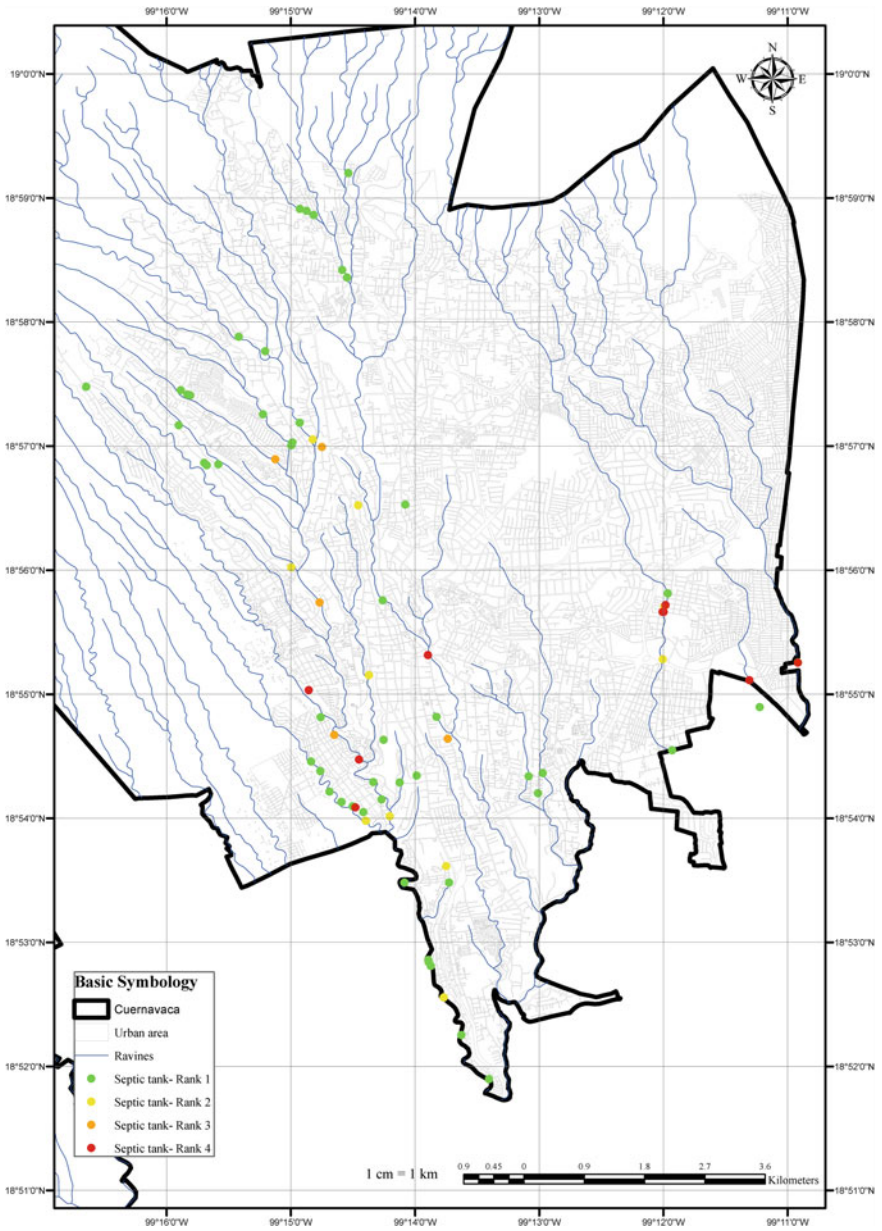 99°16'0"W 99°15'0"W 99°14'0"W 99°13'0"W 99°12'0"W 99°11'0"W
N
W E
S
19°0'0"N 19°0'0"N
18°59'0"N 18°59'0"N
18°58'0"N 18°58'0"N
18°57'0"N 18°57'0"N
18°56'0"N 18°56'0"N
18°55'0"N 18°55'0"N
18°54'0"N 18°54'0"N
18°53'0"N 18°53'0"N
Basic Symbology
Cuernavaca
Urban area
Ravines
Septic tank- Rank 1
Septic tank- Rank 2
Septic tank- Rank 3
Septic tank- Rank 4
18°52'0"N 18°52'0"N
1 cm = 1 km
0.9 0.45 0 0.9 1.8 2.7 3.6
Kilometers
18°51'0"N 18°51'0"N
99°16'0"W 99°15'0"W 99°14'0"W 99°13'0"W 99°12'0"W 99°11'0"W